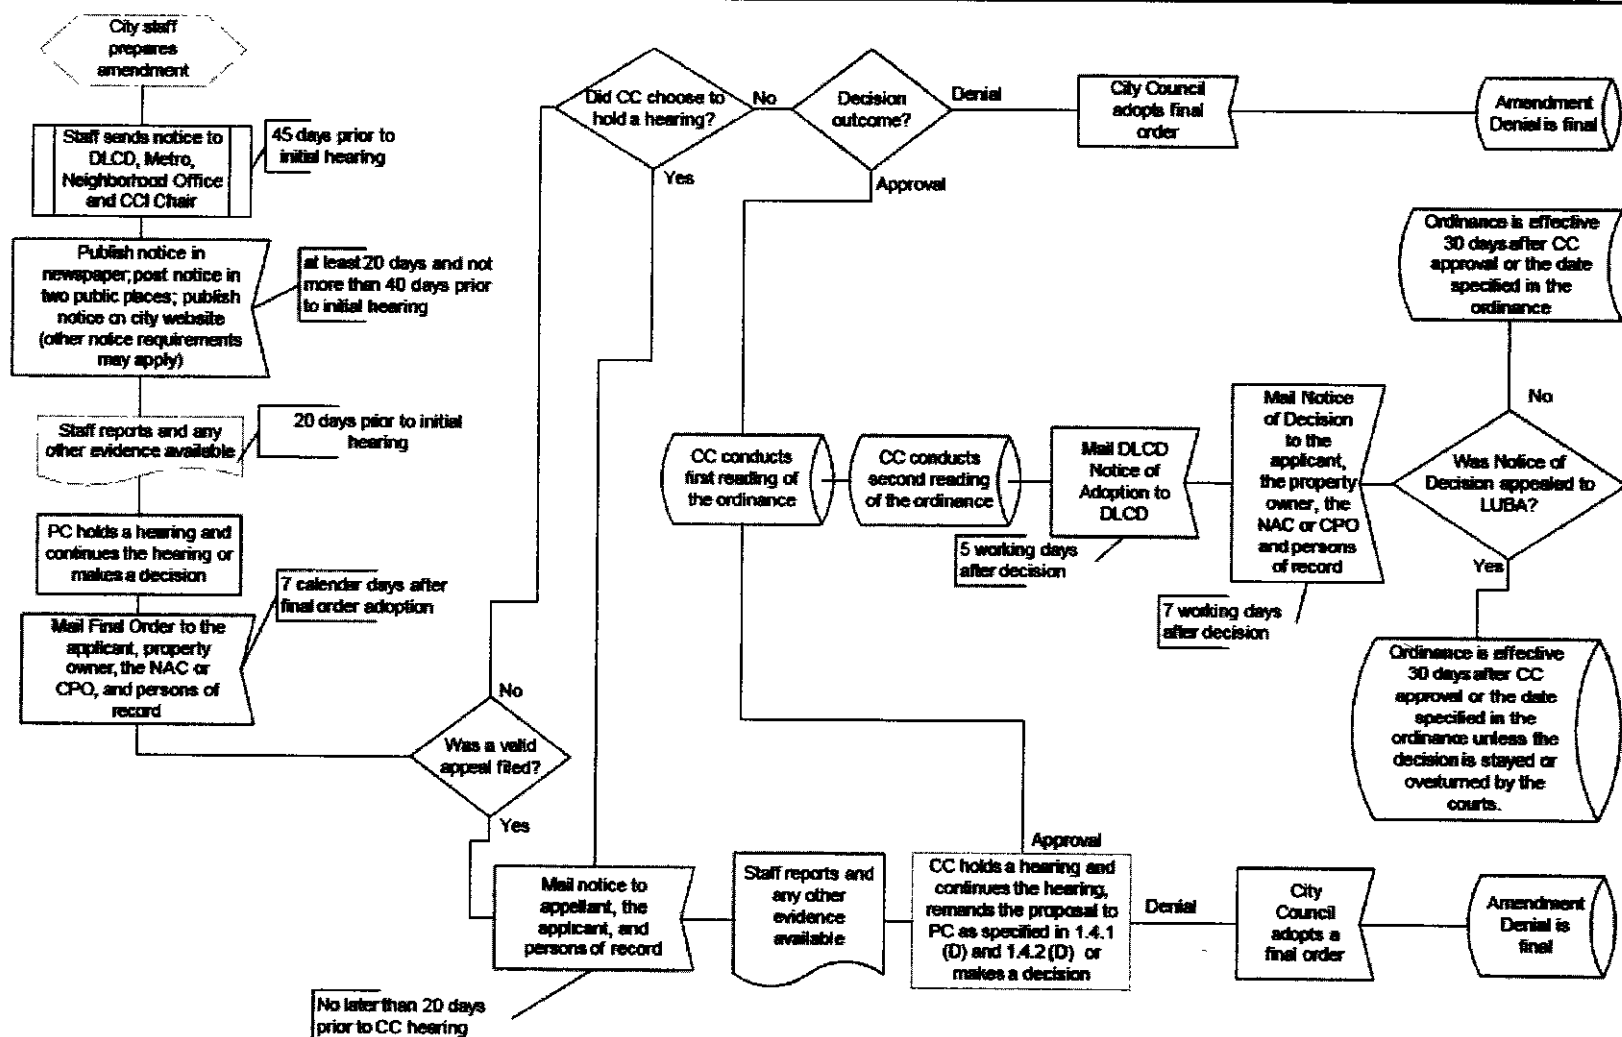 City staff
prepares
amendment
Staff sends notice to
DLCD, Metro,
Neighborhood Office
and CCI Chair
45 days prior to
initial hearing
Publish notice in
newspaper; post notice in
two public places; publish
notice on city website
(other notice requirements
may apply)
at least 20 days and not
more than 40 days prior
to initial hearing
Staff reports and any
other evidence available
20 days prior to initial
hearing
PC holds a hearing and
continues the hearing or
makes a decision
7 calendar days after
final order adoption
Mail Final Order to the
applicant, property
owner, the NAC or
CPO, and persons of
record
Was a valid
appeal filed?
No
Yes
Did CC choose to
hold a hearing?
No
Yes
Decision
outcome?
Denial
Approval
City Council
adopts final
order
Amendment
Denial is final
CC conducts
first reading of
the ordinance
CC conducts
second reading
of the ordinance
Mail DLCD
Notice of
Adoption to
DLCD
5 working days
after decision
Mail Notice
of Decision
to the
applicant,
the property
owner, the
NAC or CPO
and persons
of record
7 working days
after decision
Was Notice of
Decision appealed to
LUBA?
No
Yes
Ordinance is effective
30 days after CC
approval or the date
specified in the
ordinance
Ordinance is effective
30 days after CC
approval or the date
specified in the
ordinance unless the
decision is stayed or
overturned by the
courts.
Mail notice to
appellant, the
applicant, and
persons of record
No later than 20 days
prior to CC hearing
Staff reports and
any other
evidence
available
Approval
CC holds a hearing and
continues the hearing,
remands the proposal to
PC as specified in 1.4.1
(D) and 1.4.2 (D) or
makes a decision
Denial
City
Council
adopts a
final order
Amendment
Denial is
final